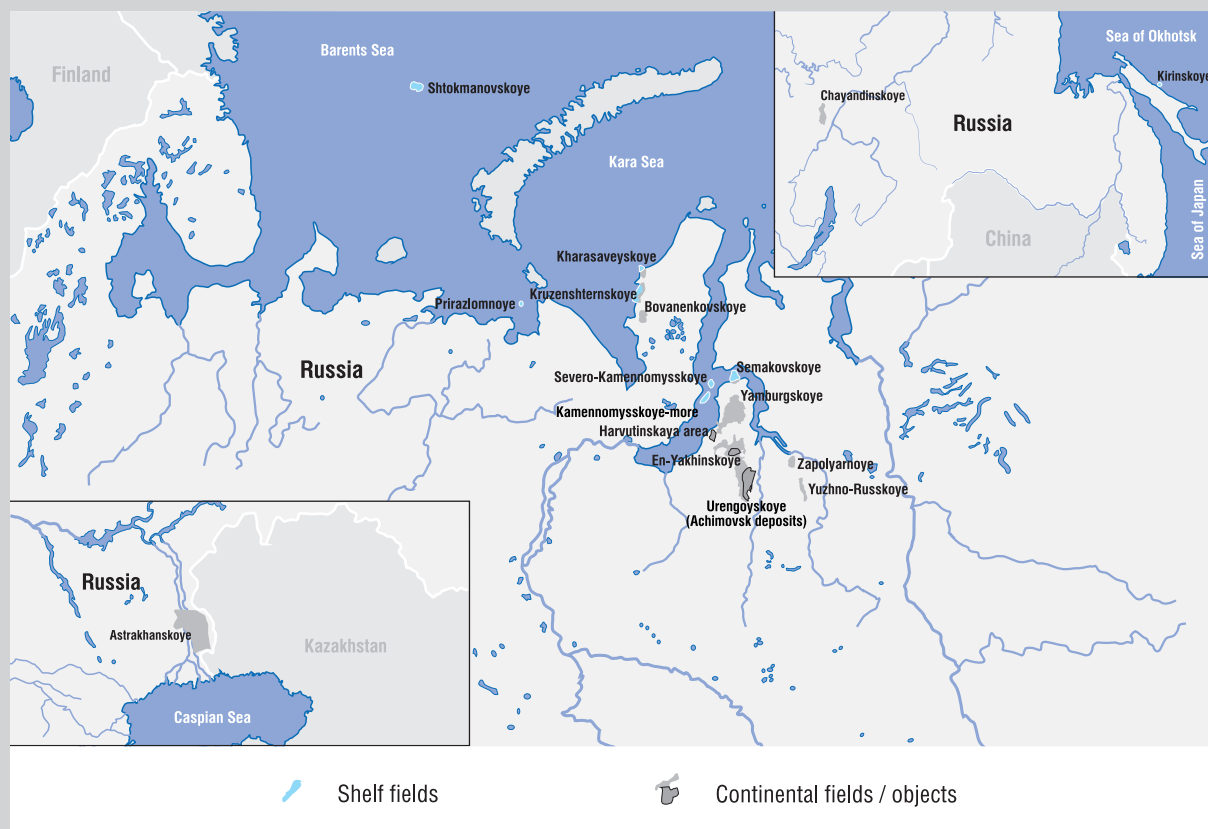 Barents Sea
Finland
Shtokmanovskoye
Kara Sea
Sea of Okhotsk
Kirinskoye
Chayandinskoye
Russia
Sea of Japan
China
Kharasaveyskoye
Kruzenshternskoye
Prirazlomnoye
Bovanenkovskoye
Russia
Semakovskoye
Severo-Kamennomysskoye
Yamburgskoye
Kamennomysskoye-more
Harvutinskaya area
En-Yakhinskoye
Zapolyarnoye
Yuzhno-Russkoye
Urengoyskoye
(Achimovsk deposits)
Russia
Astrakhanskoye
Kazakhstan
Caspian Sea
Shelf fields
Continental fields / objects